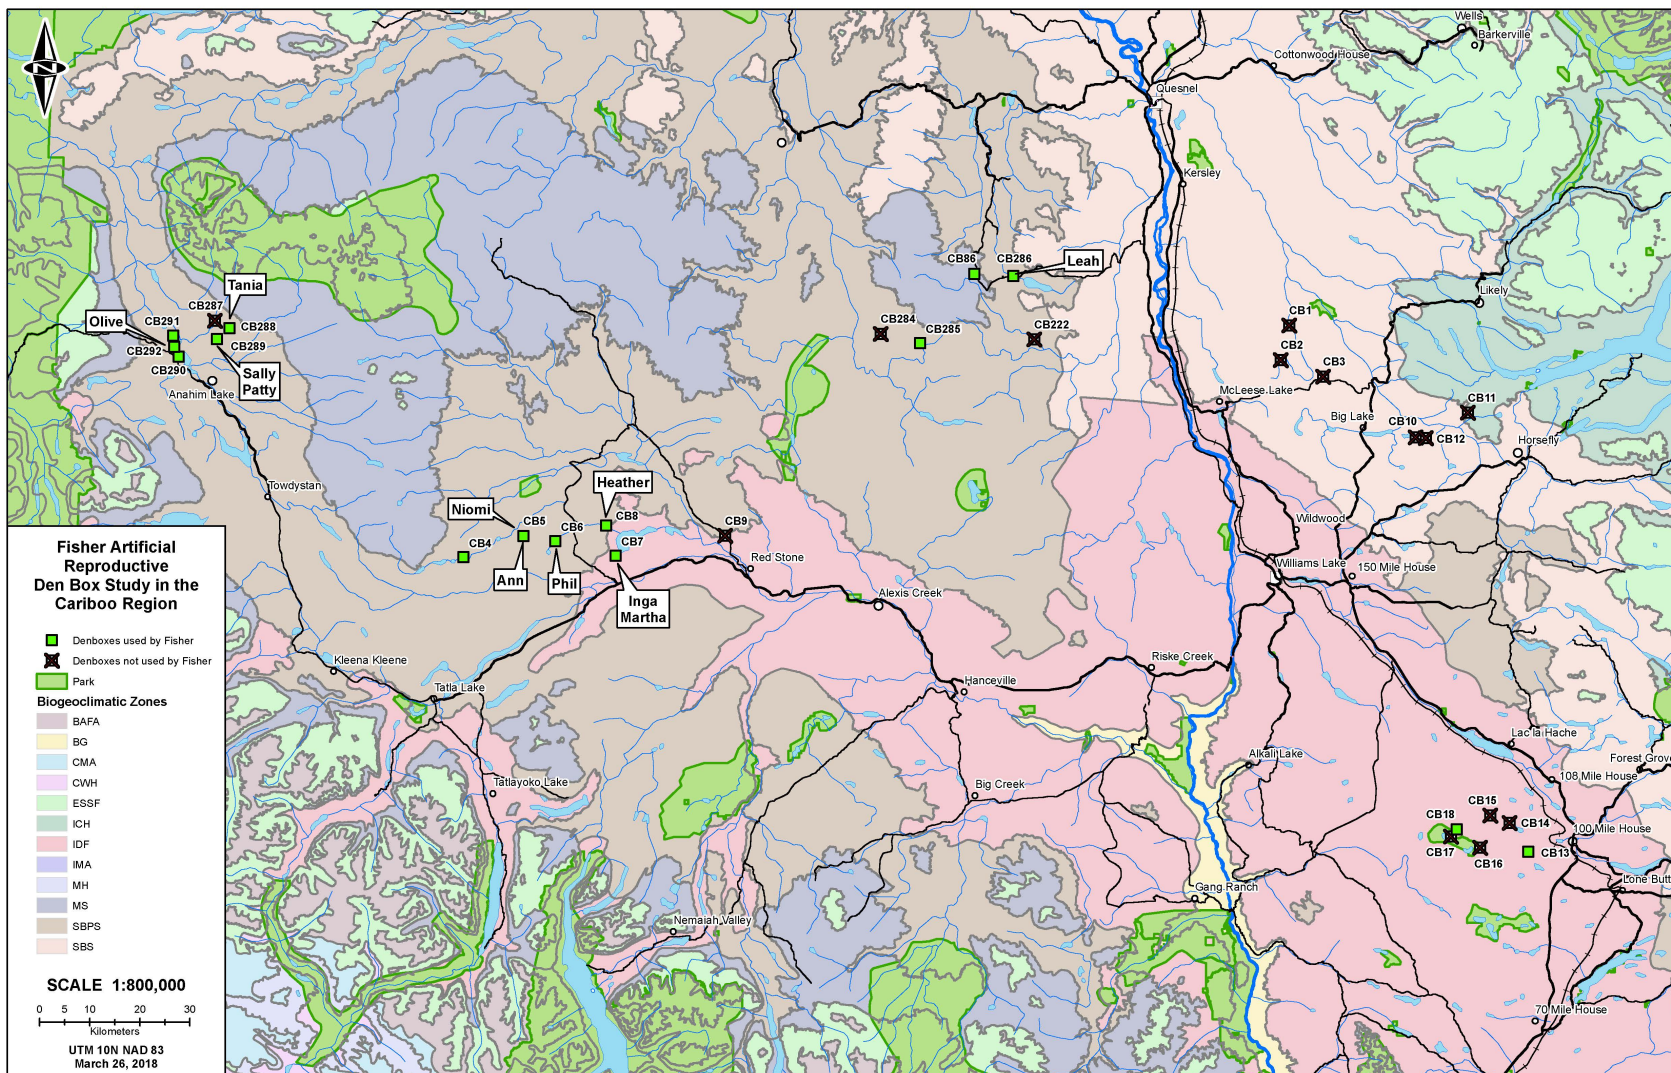 Wells
Barkerville
Cottonwood House
Quesnel
Kersley
N
CB86
CB286
Leah
Tania
CB287
CB288
CB289
Olive
CB291
CB292
CB290
Sally
Patty
Anahim Lake
CB284
CB285
CB222
Likely
CB1
CB2
CB3
McLeese Lake
Big Lake
CB11
CB10
CB12
Horsefly
Towdystan
Heather
Niomi
CB5
CB6
CB8
CB4
CB7
CB9
Ann
Phil
Inga
Martha
Red Stone
Alexis Creek
Wildwood
Williams Lake
150 Mile House
Kleena Kleene
Tatla Lake
Riske Creek
Hanceville
Alkali Lake
Lac la Hache
Forest Grove
108 Mile House
Tatlayoko Lake
Big Creek
CB15
CB14
CB18
CB17
CB16
CB13
100 Mile House
Lone Butt
Gang Ranch
Nemaiah Valley
70 Mile House
Fisher Artificial
Reproductive
Den Box Study in the
Cariboo Region
Denboxes used by Fisher
Denboxes not used by Fisher
Park
Biogeoclimatic Zones
BAFA
BG
CMA
CWH
ESSF
ICH
IDF
IMA
MH
MS
SBPS
SBS
SCALE 1:800,000
0 5 10 20 30
Kilometers
UTM 10N NAD 83
March 26, 2018